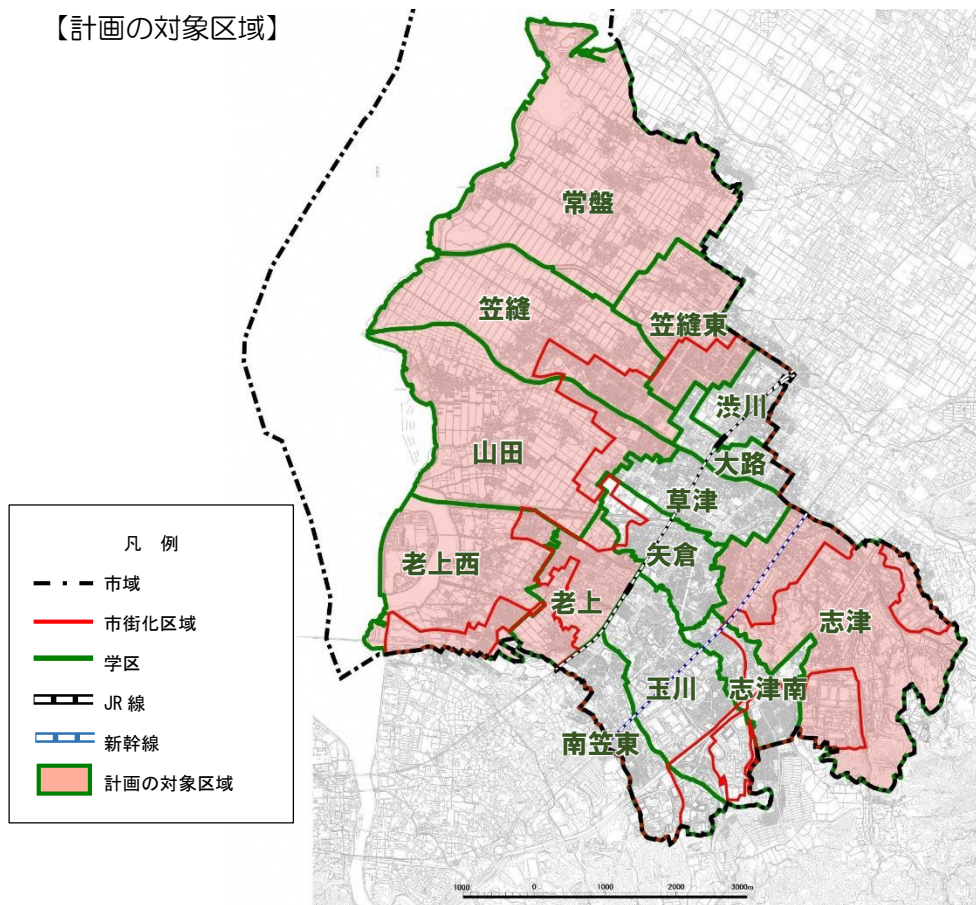 【計画の対象区域】
常盤
笠縫
笠縫東
渋川
大路
山田
草津
矢倉
老上西
老上
志津
玉川
志津南
南笠東
凡 例
市域
市街化区域
学区
JR 線
新幹線
計画の対象区域
1000 0 1000 2000 3000m